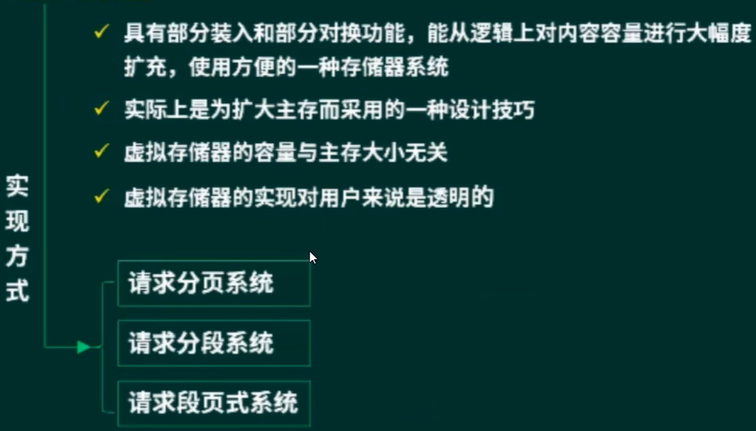 具有部分装入和部分对换功能，能从逻辑上对内容容量进行大幅度
扩充，使用方便的一种存储器系统
实际上是为扩大主存而采用的一种设计技巧
虚拟存储器的容量与主存大小无关
虚拟存储器的实现对用户来说是透明的
实现方式
请求分页系统
请求分段系统
请求段页式系统